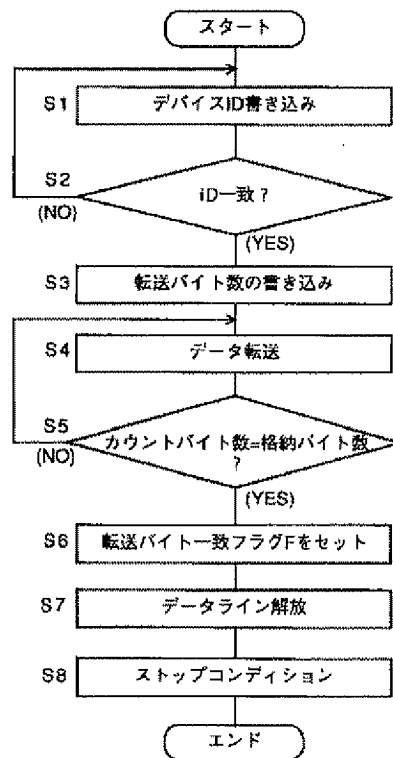 スタート
S1 デバイスID書き込み
S2 ID一致?
(NO)
(YES)
S3 転送バイト数の書き込み
S4 データ転送
S5 カウントバイト数=格納バイト数
(NO) ?
(YES)
S6 転送バイト一致フラグFをセット
S7 データライン解放
S8 ストップコンディション
エンド